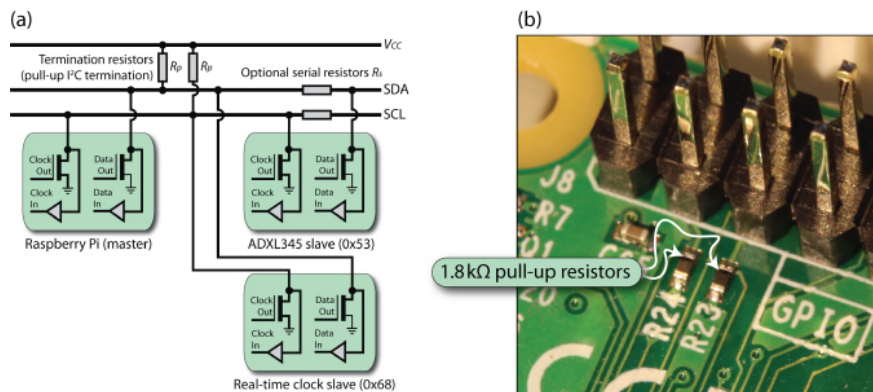 (a)
Vcc
Termination resistors
(pull-up I²C termination)
Rp
Rp
Optional serial resistors Rs
SDA
SCL
Clock
Out
Data
Out
Clock
In
Data
In
Raspberry Pi (master)
Clock
Out
Data
Out
Clock
In
Data
In
ADXL345 slave (0x53)
Clock
Out
Data
Out
Clock
In
Data
In
Real-time clock slave (0x68)
(b)
J8
R7
1.8kΩ pull-up resistors
20
R24
R23
GPIO